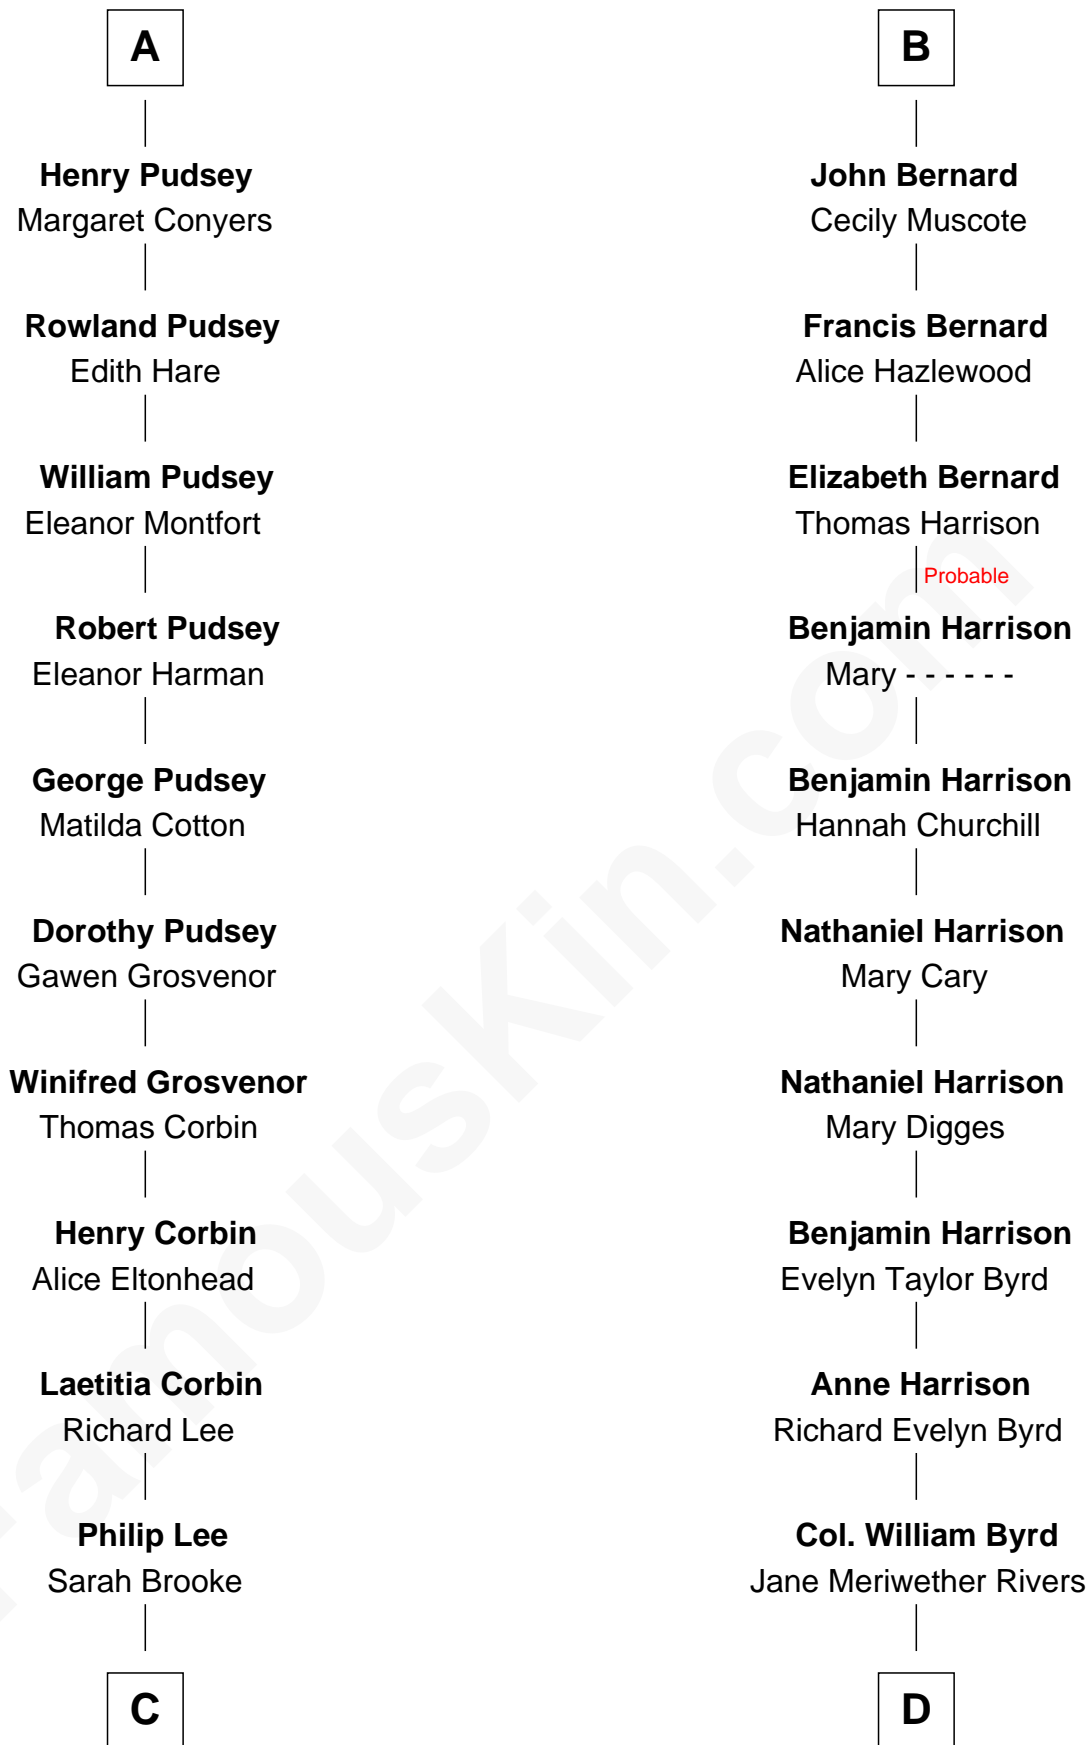 A
Henry Pudsey
Margaret Conyers
Rowland Pudsey
Edith Hare
William Pudsey
Eleanor Montfort
Robert Pudsey
Eleanor Harman
George Pudsey
Matilda Cotton
Dorothy Pudsey
Gawen Grosvenor
Winifred Grosvenor
Thomas Corbin
Henry Corbin
Alice Eltonhead
Laetitia Corbin
Richard Lee
Philip Lee
Sarah Brooke
C
B
John Bernard
Cecily Muscote
Francis Bernard
Alice Hazlewood
Elizabeth Bernard
Thomas Harrison
Probable
Benjamin Harrison
Mary - - - - - -
Benjamin Harrison
Hannah Churchill
Nathaniel Harrison
Mary Cary
Nathaniel Harrison
Mary Digges
Benjamin Harrison
Evelyn Taylor Byrd
Anne Harrison
Richard Evelyn Byrd
Col. William Byrd
Jane Meriwether Rivers
D
FamousKin.com